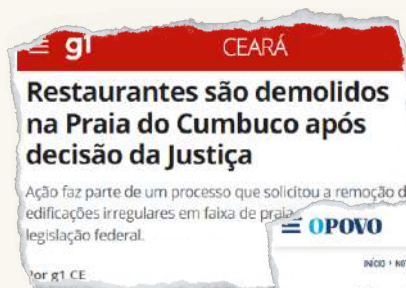 g1
CEARÁ
Restaurantes são demolidos
na Praia do Cumbuco após
decisão da Justiça
Ação faz parte de um processo que solicitou a remoção d
edificações irregulares em faixa de praia
legislação federal.
Por g1 CE
OPOVO
INÍCIO